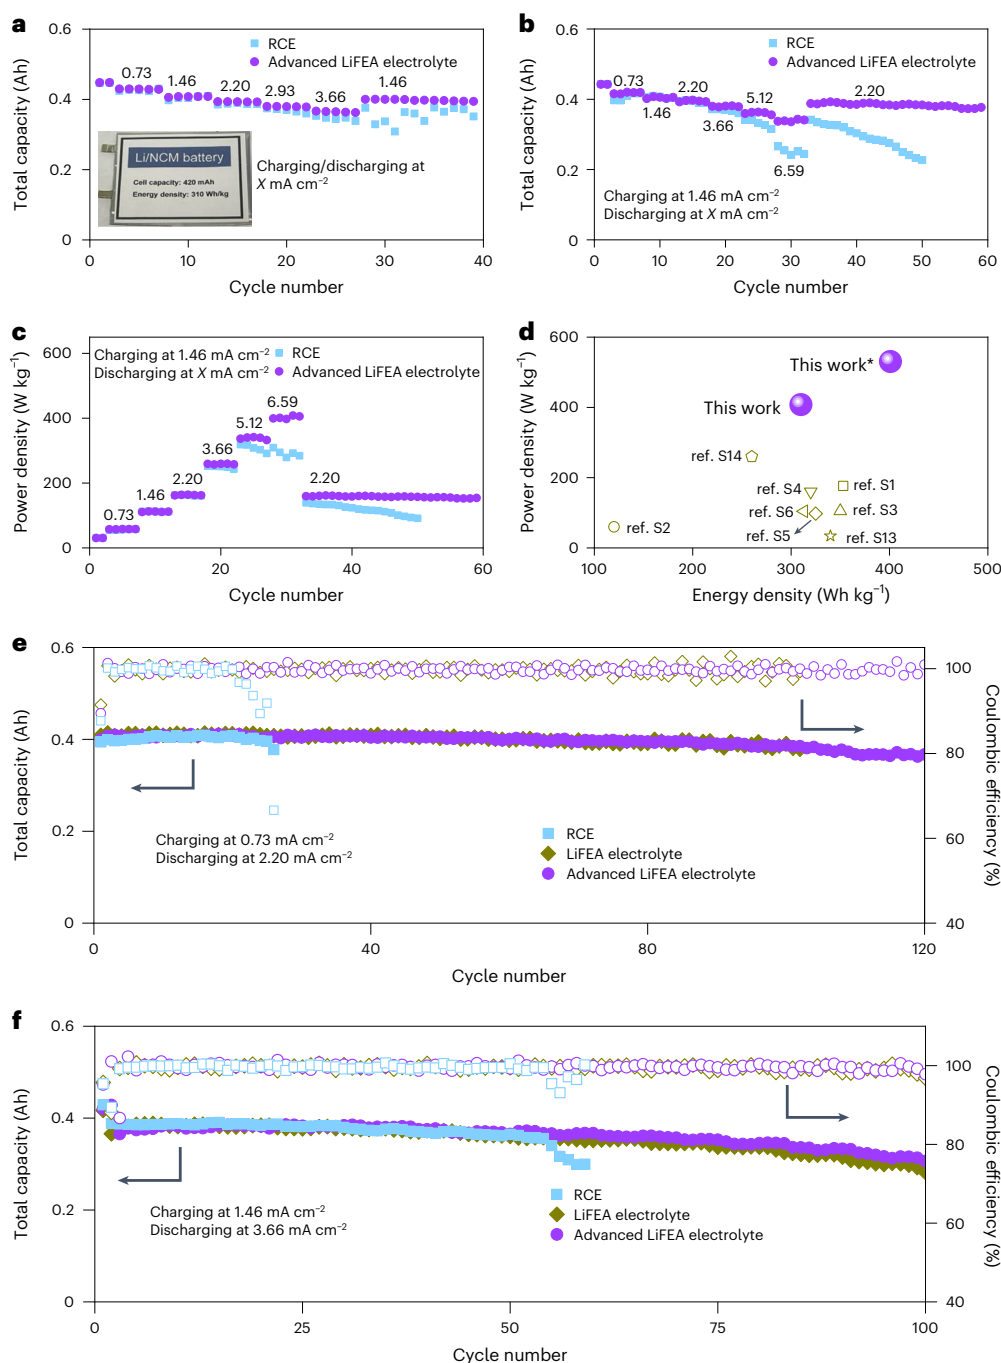 a
0.6
0.4
0.2
0
Total capacity (Ah)
RCE
Advanced LiFEA electrolyte
0.73
1.46
2.20
2.93
3.66
1.46
Li/NCM battery
Cell capacity: 420 mAh
Energy density: 310 Wh/kg
Charging/discharging at
X mA cm⁻²
0
10
20
30
40
Cycle number
b
0.6
0.4
0.2
0
Total capacity (Ah)
RCE
Advanced LiFEA electrolyte
0.73
1.46
2.20
3.66
5.12
6.59
2.20
Charging at 1.46 mA cm⁻²
Discharging at X mA cm⁻²
0
10
20
30
40
50
60
Cycle number
c
600
400
200
0
Power density (W kg⁻¹)
Charging at 1.46 mA cm⁻²
Discharging at X mA cm⁻²
RCE
Advanced LiFEA electrolyte
0.73
1.46
2.20
3.66
5.12
6.59
2.20
0
20
40
60
Cycle number
d
600
400
200
0
Power density (W kg⁻¹)
This work*
This work
ref. S14
ref. S4
ref. S1
ref. S6
ref. S3
ref. S5
ref. S13
ref. S2
100
200
300
400
500
Energy density (Wh kg⁻¹)
e
0.6
0.4
0.2
0
Total capacity (Ah)
100
80
60
40
Coulombic efficiency (%)
Charging at 0.73 mA cm⁻²
Discharging at 2.20 mA cm⁻²
RCE
LiFEA electrolyte
Advanced LiFEA electrolyte
0
40
80
120
Cycle number
f
0.6
0.4
0.2
0
Total capacity (Ah)
100
80
60
40
Coulombic efficiency (%)
Charging at 1.46 mA cm⁻²
Discharging at 3.66 mA cm⁻²
RCE
LiFEA electrolyte
Advanced LiFEA electrolyte
0
25
50
75
100
Cycle number